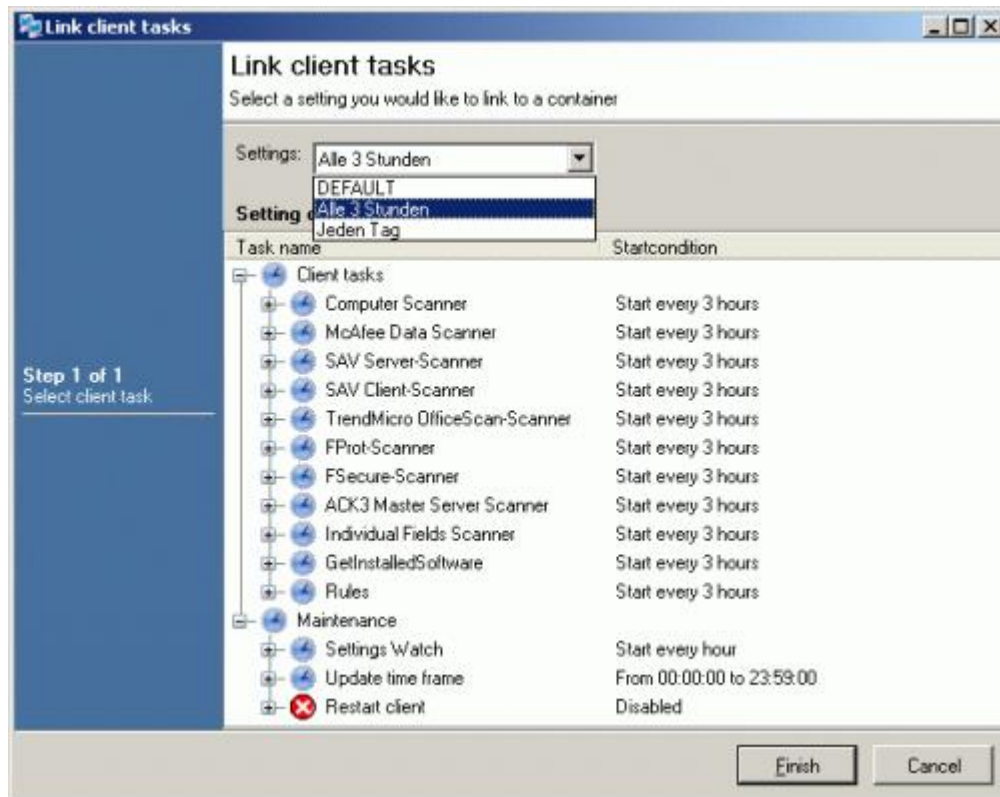 Link client tasks
Link client tasks
Select a setting you would like to link to a container
Settings: Alle 3 Stunden
DEFAULT
Alle 3 Stunden
Jeden Tag
Setting
Task name Startcondition
Client tasks
Computer Scanner Start every 3 hours
McAfee Data Scanner Start every 3 hours
SAV Server-Scanner Start every 3 hours
SAV Client-Scanner Start every 3 hours
TrendMicro OfficeScan-Scanner Start every 3 hours
FProt-Scanner Start every 3 hours
FSecure-Scanner Start every 3 hours
ACK3 Master Server Scanner Start every 3 hours
Individual Fields Scanner Start every 3 hours
GetInstalledSoftware Start every 3 hours
Rules Start every 3 hours
Maintenance
Settings Watch Start every hour
Update time frame From 00:00:00 to 23:59:00
Restart client Disabled
Step 1 of 1
Select client task
Finish Cancel